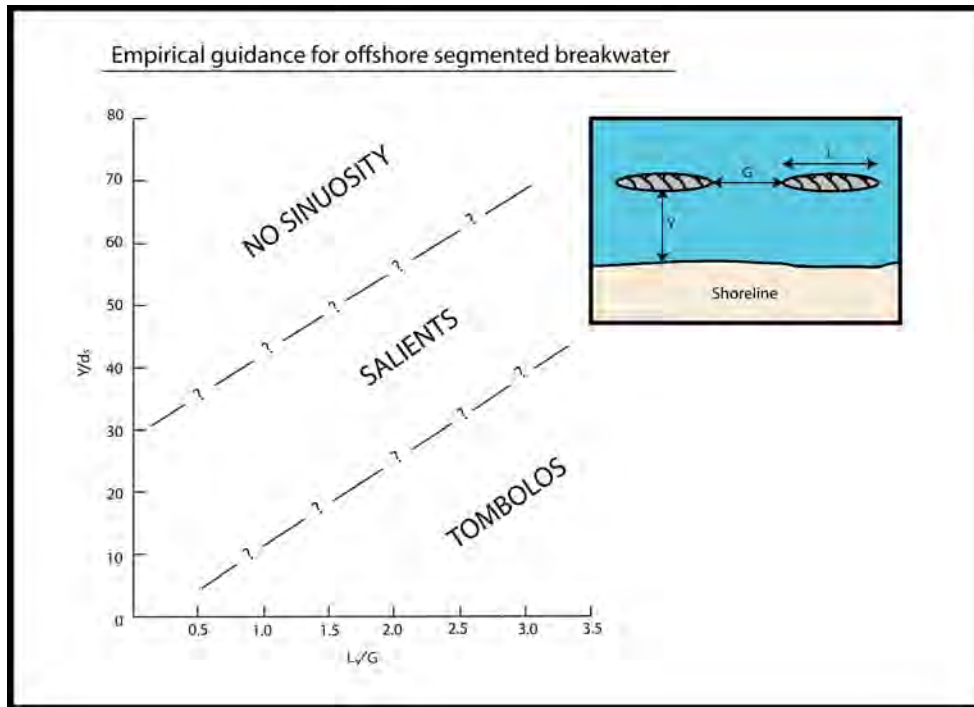 Empirical guidance for offshore segmented breakwater
80
70
60
50
40
30
20
10
0
Y/ds
0.5
1.0
1.5
2.0
2.5
3.0
3.5
Ls/G
NO SINUOSITY
? ? ? ? ?
SALIENTS
? ? ? ? ?
TOMBOLOS
L
G
Y
Shoreline